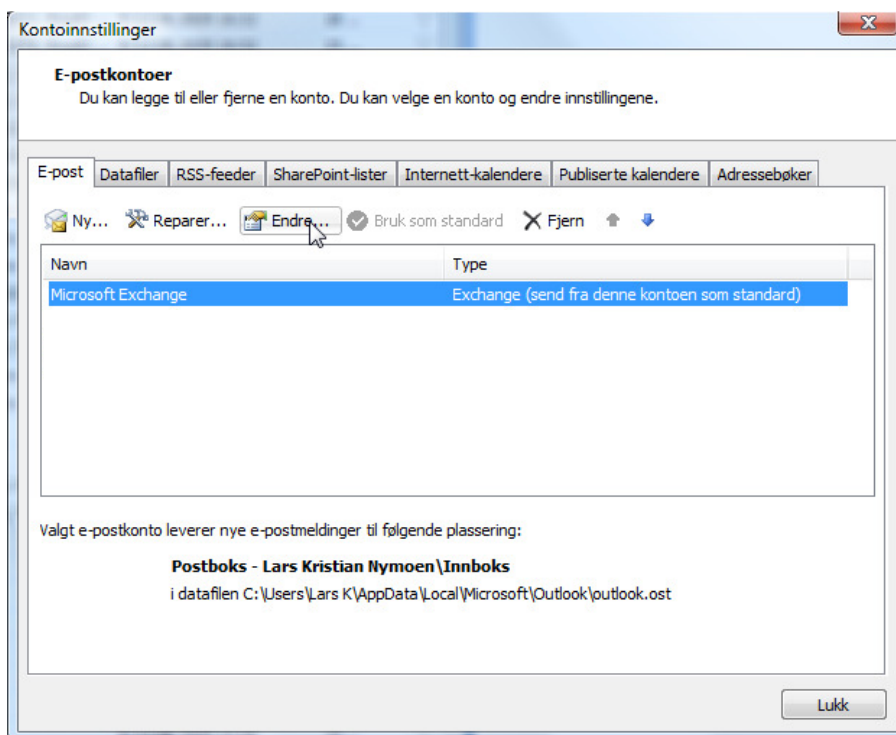 Kontoinnstillinger
E-postkontoer
Du kan legge til eller fjerne en konto. Du kan velge en konto og endre innstillingene.
E-post Datafiler RSS-feeder SharePoint-lister Internett-kalendere Publiserte kalendere Adressebøker
Ny... Reparer... Endre... Bruk som standard Fjern
Navn Type
Microsoft Exchange Exchange (send fra denne kontoen som standard)
Valgt e-postkonto leverer nye e-postmeldinger til følgende plassering:
Postboks - Lars Kristian Nymoen\Innboks
i datafilen C:\Users\Lars K\AppData\Local\Microsoft\Outlook\outlook.ost
Lukk